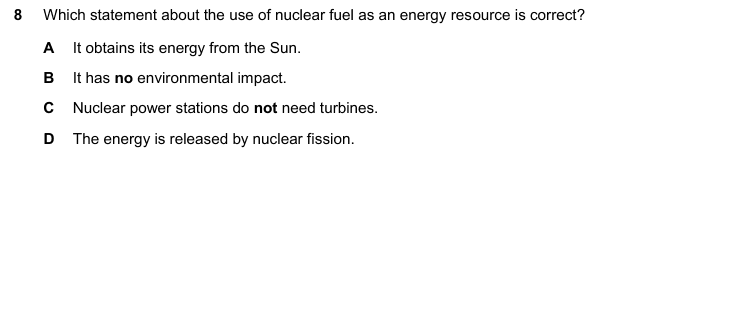 8 Which statement about the use of nuclear fuel as an energy resource is correct?
A It obtains its energy from the Sun.
B It has no environmental impact.
C Nuclear power stations do not need turbines.
D The energy is released by nuclear fission.